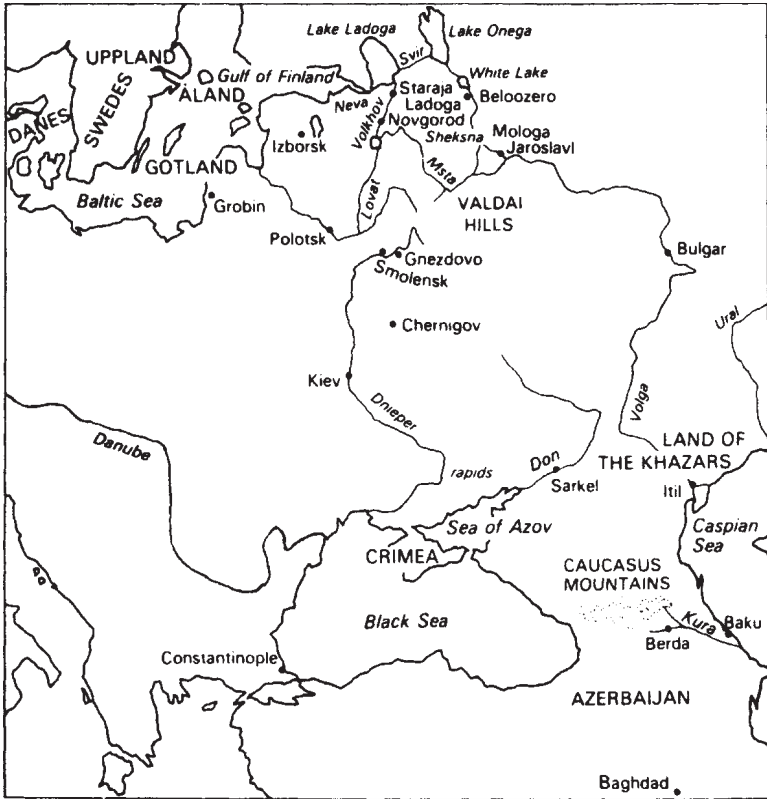 Lake Ladoga
Lake Onega
Svir
UPPLAND
Gulf of Finland
White Lake
ÅLAND
Neva
Staraja
Ladoga
Beloozero
SWEDES
DANES
Volkhov
Novgorod
Izborsk
Sheksna
Mologa
Jaroslavl
GOTLAND
Msta
Baltic Sea
Grobin
Lovat
VALDAI
HILLS
Polotsk
Bulgar
Gnezdovo
Smolensk
Ural
Chernigov
Kiev
Dnieper
Volga
Danube
LAND OF
THE KHAZARS
rapids
Don
Sarkel
Itil
Sea of Azov
Caspian
Sea
CRIMEA
CAUCASUS
MOUNTAINS
Black Sea
Kura
Baku
Berda
Constantinople
AZERBAIJAN
Baghdad